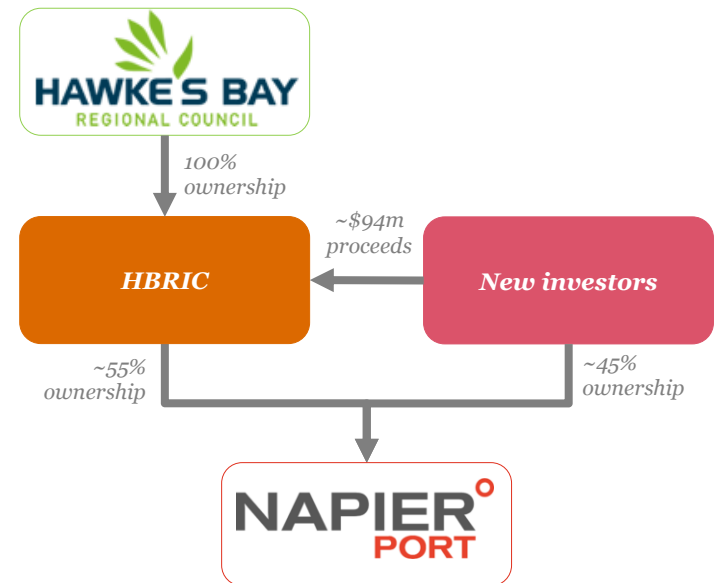 HAWKE'S BAY
REGIONAL COUNCIL
100%
ownership
~$94m
proceeds
HBRIC
New investors
~55%
ownership
~45%
ownership
NAPIER
PORT